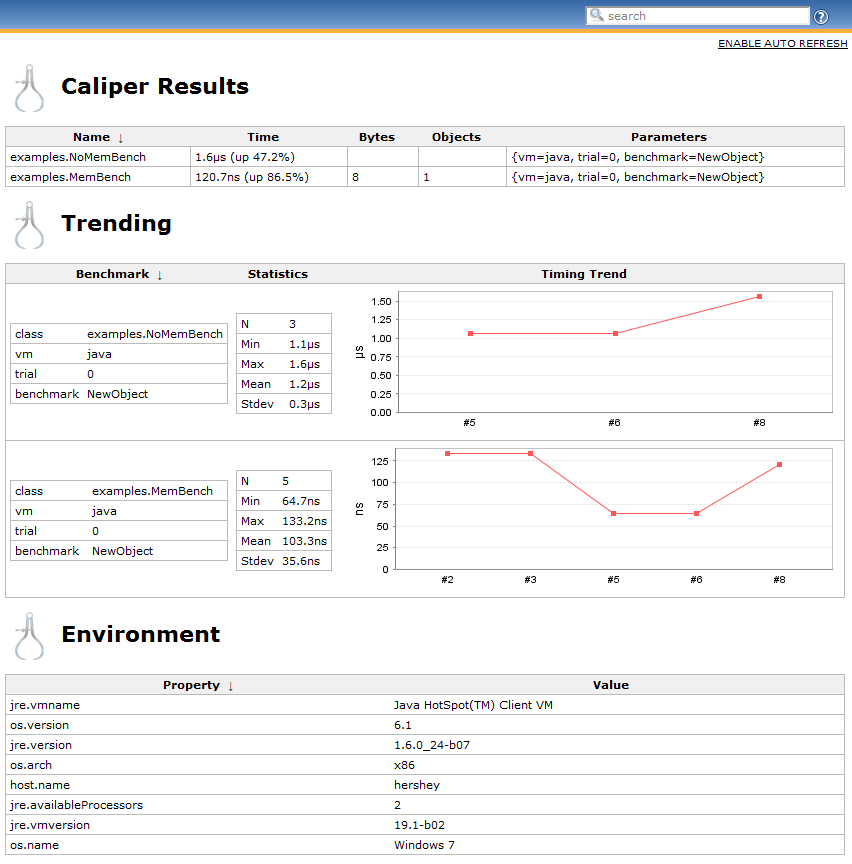 search ?
ENABLE AUTO REFRESH
Caliper Results
Name ↓ Time Bytes Objects Parameters
examples.NoMemBench 1.6µs (up 47.2%) {vm=java, trial=0, benchmark=NewObject}
examples.MemBench 120.7ns (up 86.5%) 8 1 {vm=java, trial=0, benchmark=NewObject}
Trending
Benchmark ↓ Statistics Timing Trend
class examples.NoMemBench
vm java
trial 0
benchmark NewObject
N 3
Min 1.1µs
Max 1.6µs
Mean 1.2µs
Stdev 0.3µs
µs
1.50
1.25
1.00
0.75
0.50
0.25
0.00
#5 #6 #8
class examples.MemBench
vm java
trial 0
benchmark NewObject
N 5
Min 64.7ns
Max 133.2ns
Mean 103.3ns
Stdev 35.6ns
ns
125
100
75
50
25
0
#2 #3 #5 #6 #8
Environment
Property ↓ Value
jre.vmname Java HotSpot(TM) Client VM
os.version 6.1
jre.version 1.6.0_24-b07
os.arch x86
host.name hershey
jre.availableProcessors 2
jre.vmversion 19.1-b02
os.name Windows 7